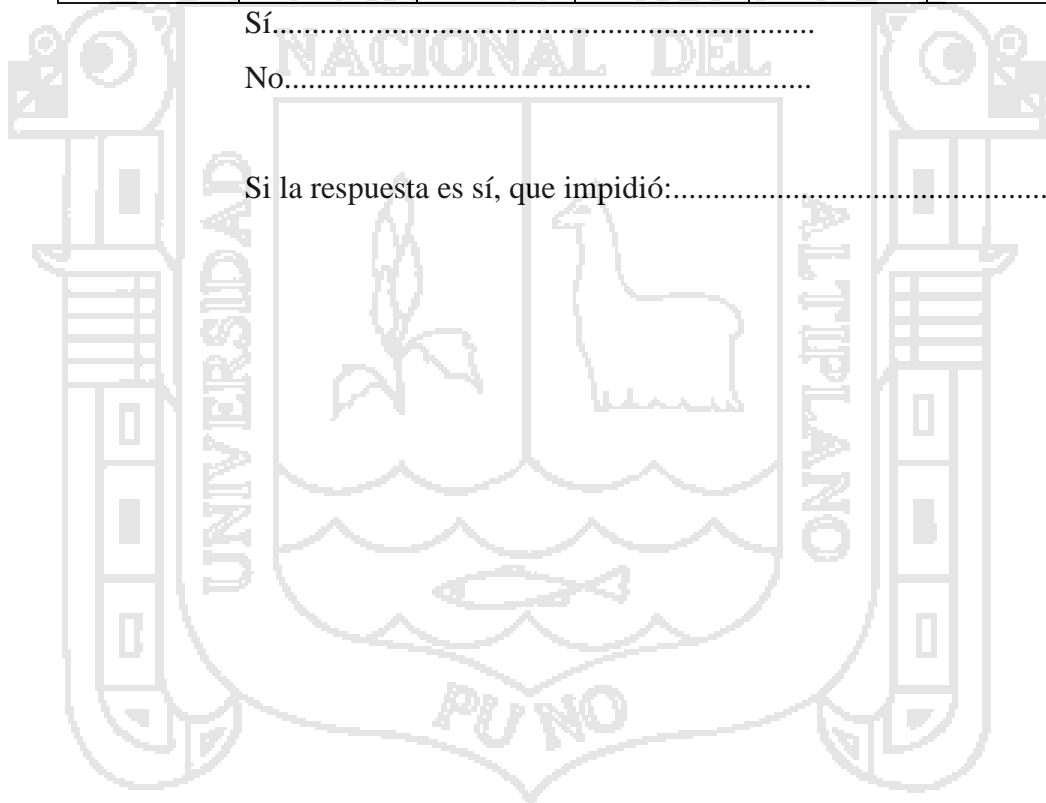 Sí.....................................................................
No...................................................................
Si la respuesta es sí, que impidió:...............................................
NACIONAL DEL
UNIVERSIDAD
ALTIPLANO
PUNO